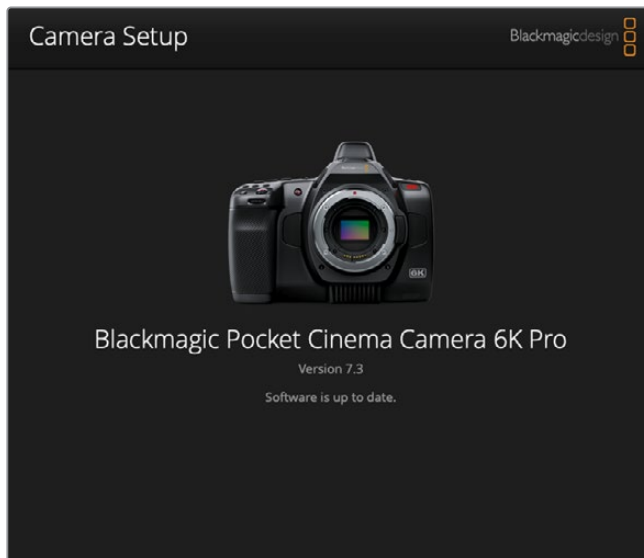 Camera Setup
Blackmagicdesign
6K
Blackmagic Pocket Cinema Camera 6K Pro
Version 7.3
Software is up to date.